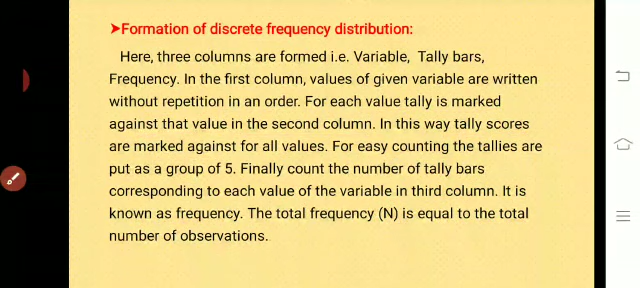 ➤Formation of discrete frequency distribution:
Here, three columns are formed i.e. Variable, Tally bars,
Frequency. In the first column, values of given variable are written
without repetition in an order. For each value tally is marked
against that value in the second column. In this way tally scores
are marked against for all values. For easy counting the tallies are
put as a group of 5. Finally count the number of tally bars
corresponding to each value of the variable in third column. It is
known as frequency. The total frequency (N) is equal to the total
number of observations.